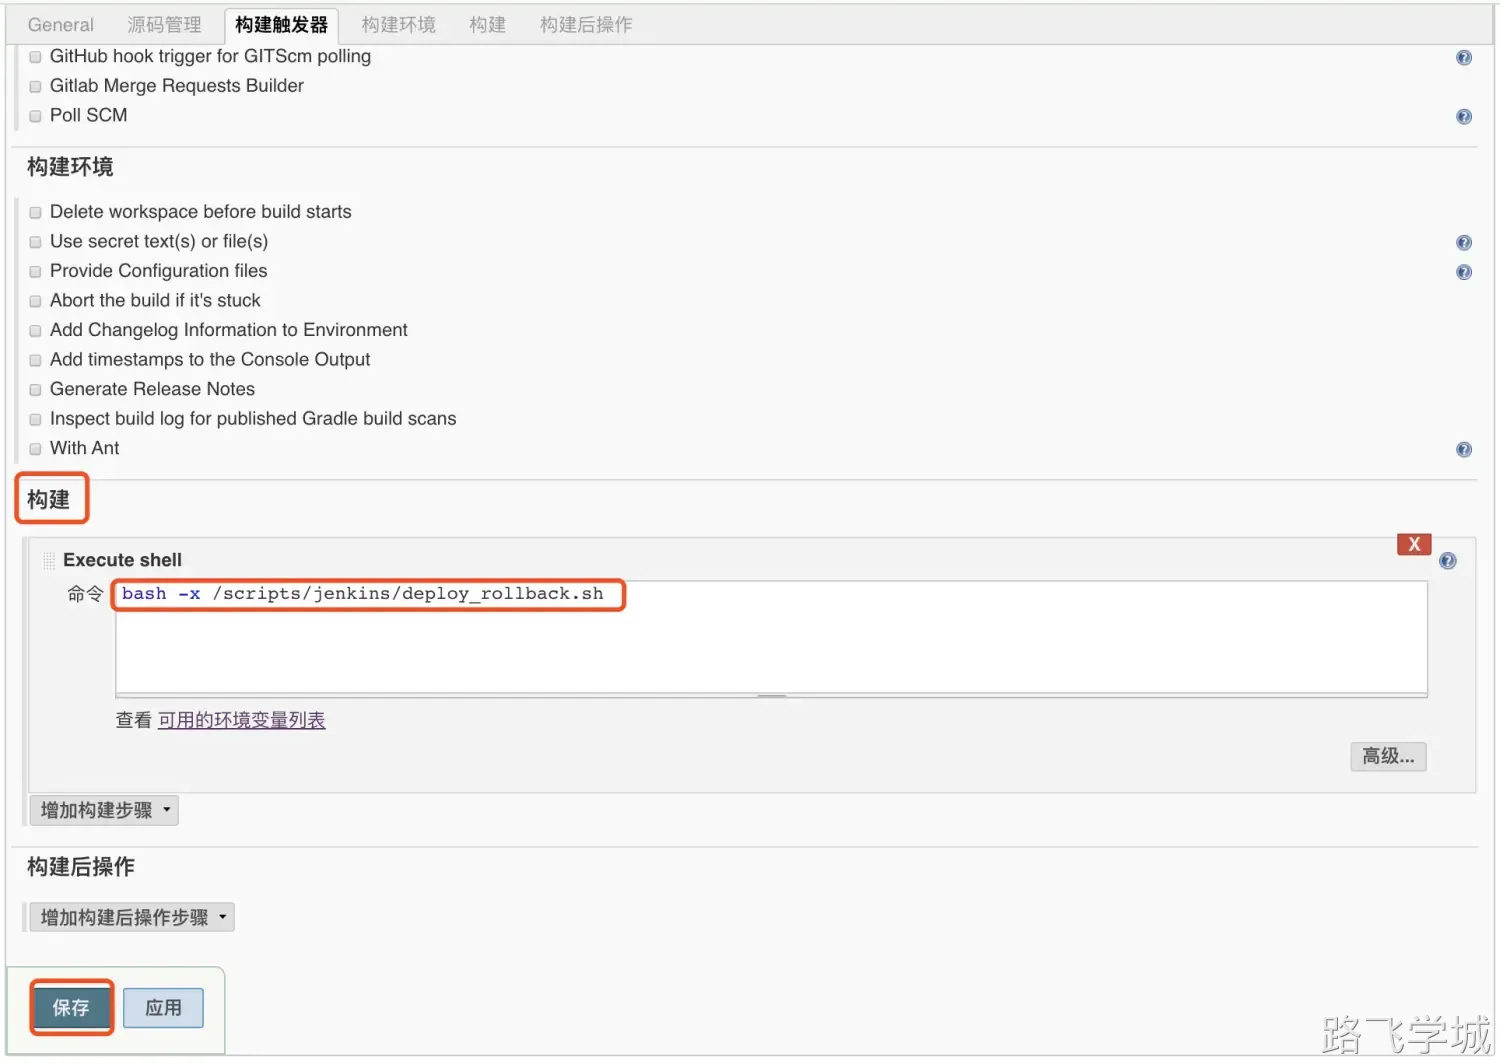 General 源码管理 构建触发器 构建环境 构建 构建后操作
GitHub hook trigger for GITScm polling
Gitlab Merge Requests Builder
Poll SCM
构建环境
Delete workspace before build starts
Use secret text(s) or file(s)
Provide Configuration files
Abort the build if it's stuck
Add Changelog Information to Environment
Add timestamps to the Console Output
Generate Release Notes
Inspect build log for published Gradle build scans
With Ant
构建
X
Execute shell
命令 bash -x /scripts/jenkins/deploy_rollback.sh
查看 可用的环境变量列表
高级...
增加构建步骤
构建后操作
增加构建后操作步骤
保存 应用
路飞学城